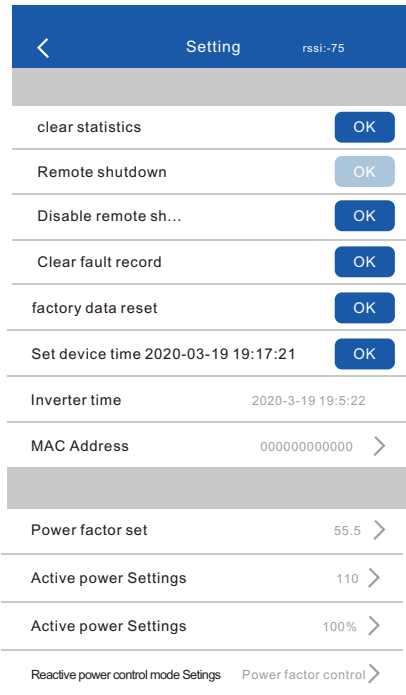 Setting rssi:-75
clear statistics OK
Remote shutdown OK
Disable remote sh... OK
Clear fault record OK
factory data reset OK
Set device time 2020-03-19 19:17:21 OK
Inverter time 2020-3-19 19:5:22
MAC Address 000000000000
Power factor set 55.5
Active power Settings 110
Active power Settings 100%
Reactive power control mode Setings Power factor control